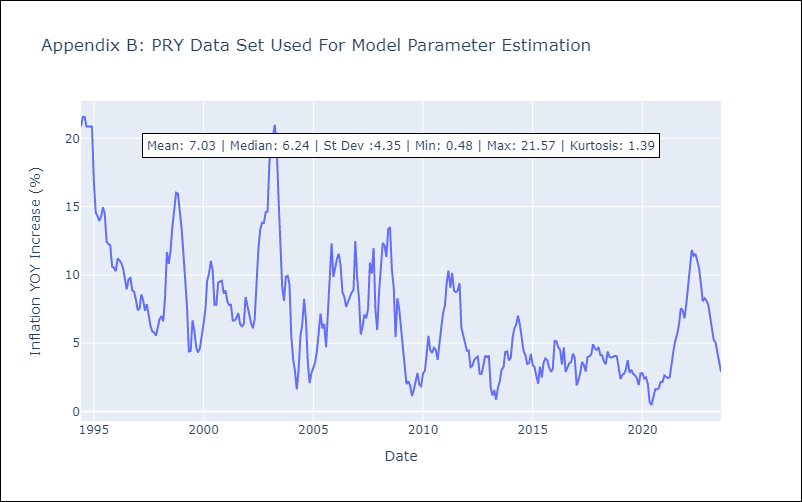 Appendix B: PRY Data Set Used For Model Parameter Estimation
Mean: 7.03 | Median: 6.24 | St Dev :4.35 | Min: 0.48 | Max: 21.57 | Kurtosis: 1.39
Inflation YOY Increase (%)
20
15
10
5
0
1995
2000
2005
2010
2015
2020
Date